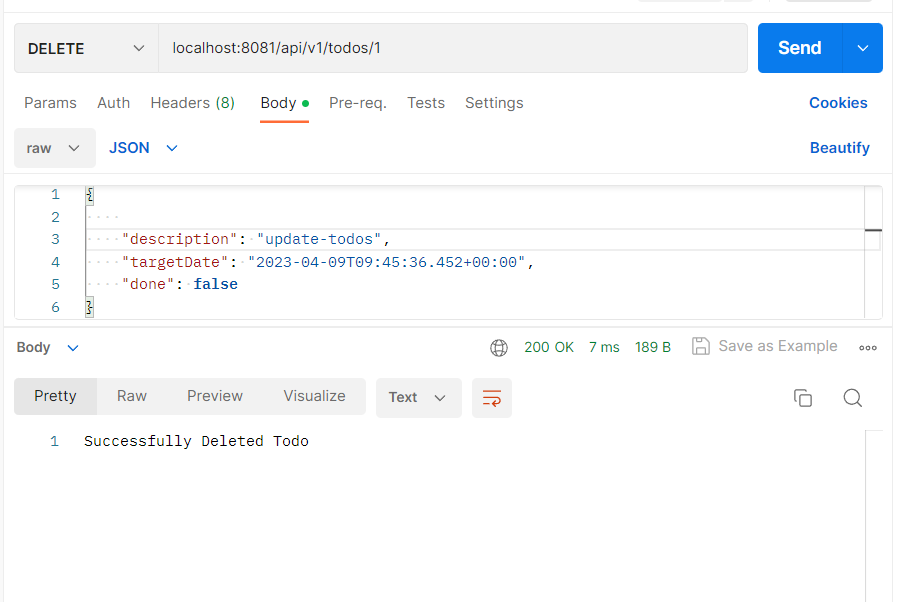 DELETE localhost:8081/api/v1/todos/1 Send
Params Auth Headers (8) Body Pre-req. Tests Settings Cookies
raw JSON Beautify
1 {
2
3 "description": "update-todos",
4 "targetDate": "2023-04-09T09:45:36.452+00:00",
5 "done": false
6 }
Body 200 OK 7 ms 189 B Save as Example
Pretty Raw Preview Visualize Text
1 Successfully Deleted Todo